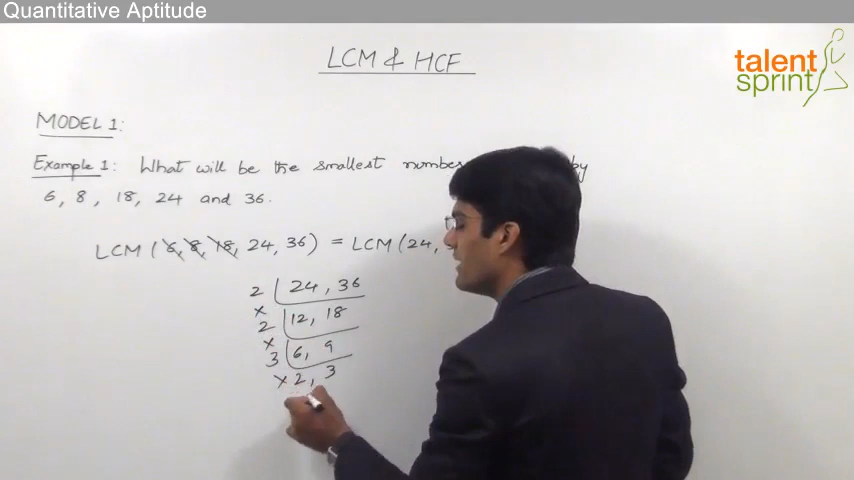 Quantitative Aptitude
LCM & HCF
talent
sprint
MODEL 1:
Example 1: What will be the smallest number by
6, 8, 18, 24 and 36.
LCM (6, 8, 18, 24, 36) = LCM (24,
2 24, 36
×
2 12, 18
×
3 6, 9
× 2, 3